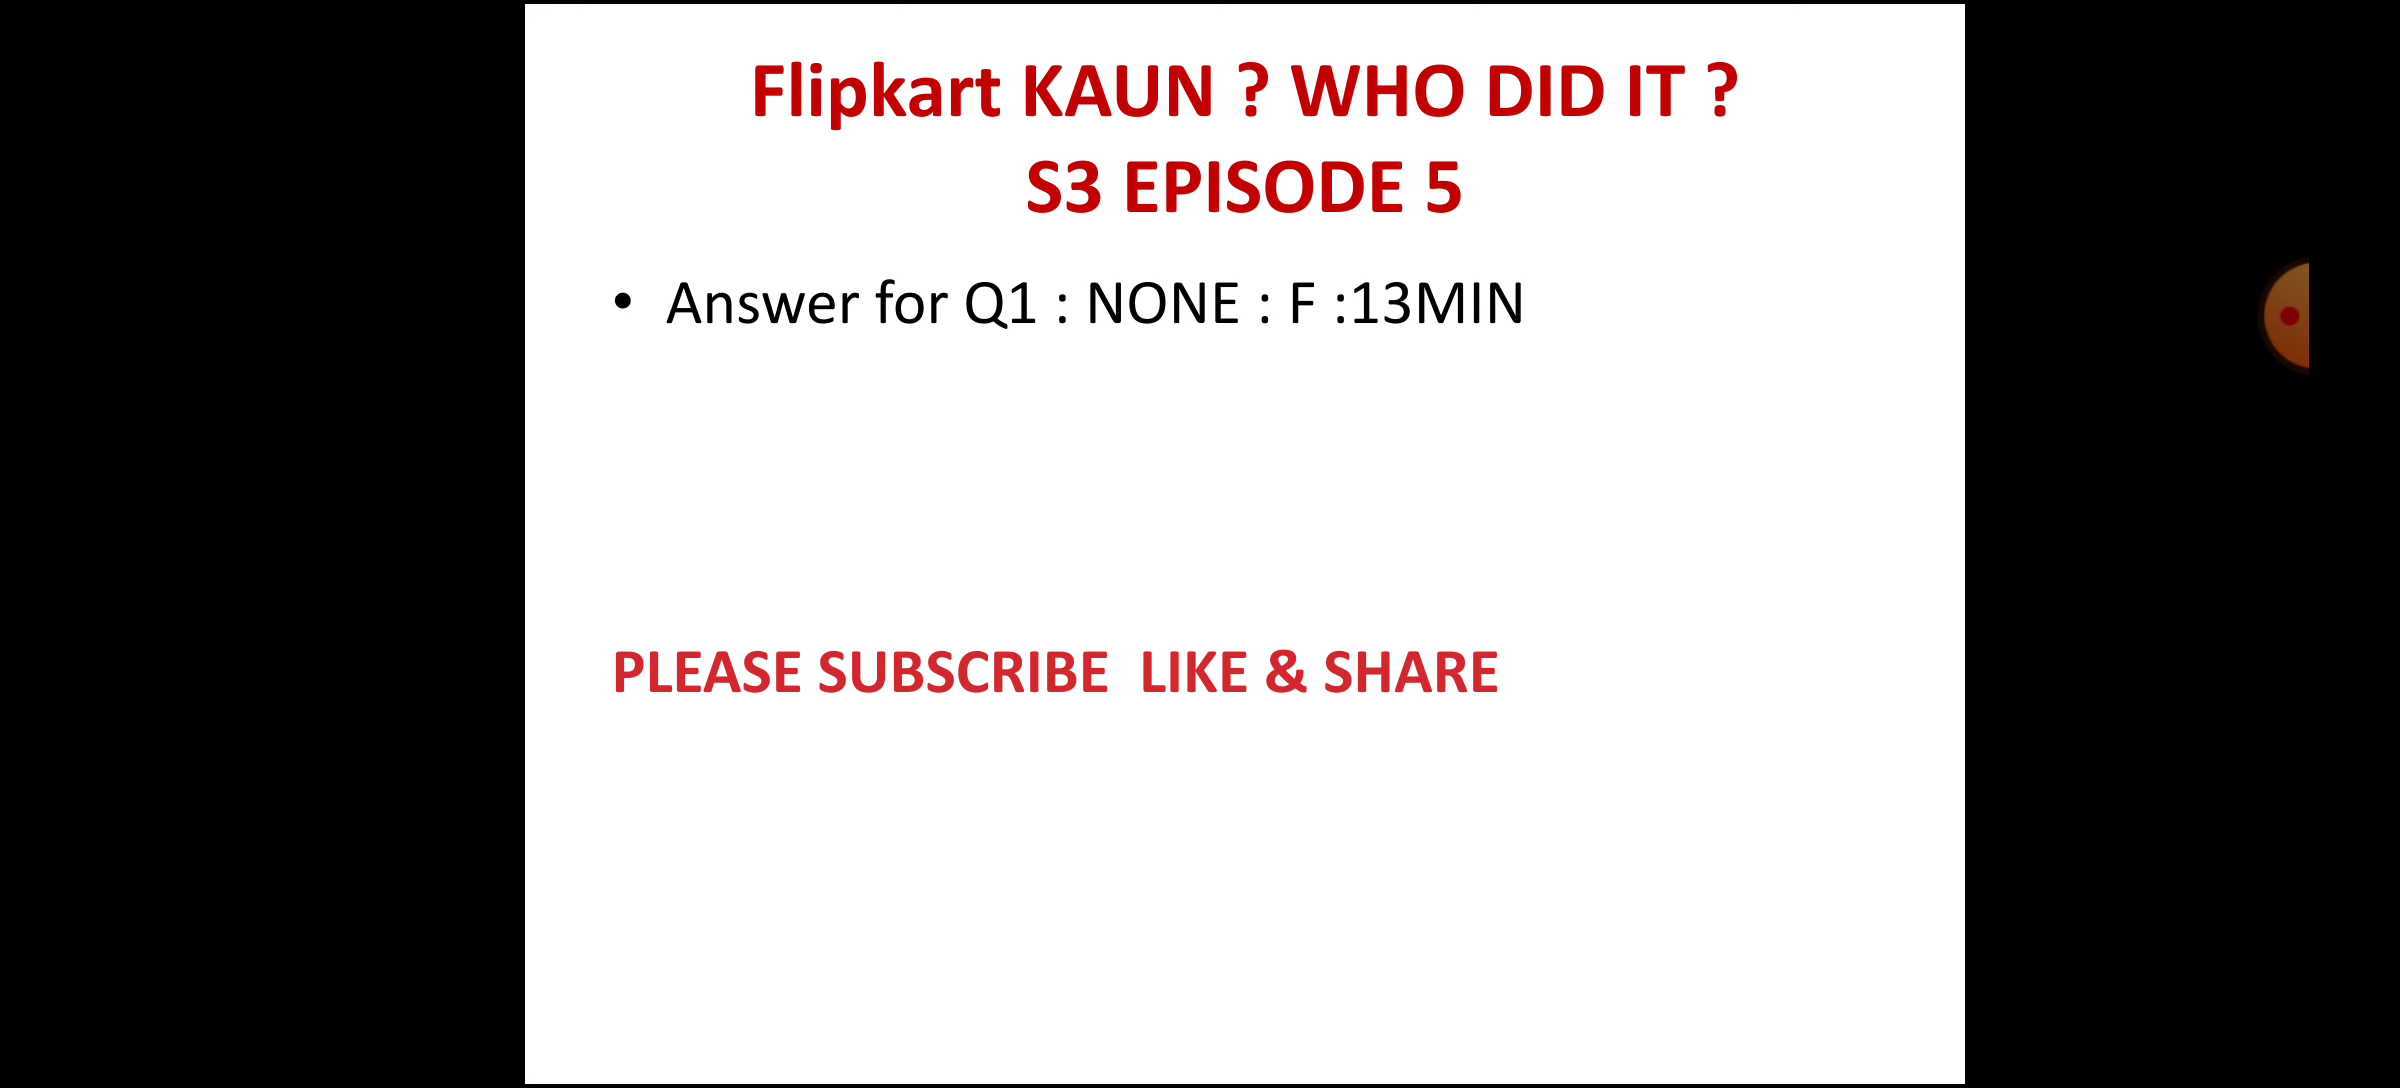 Flipkart KAUN ? WHO DID IT ?
S3 EPISODE 5
• Answer for Q1 : NONE : F :13MIN
PLEASE SUBSCRIBE  LIKE & SHARE